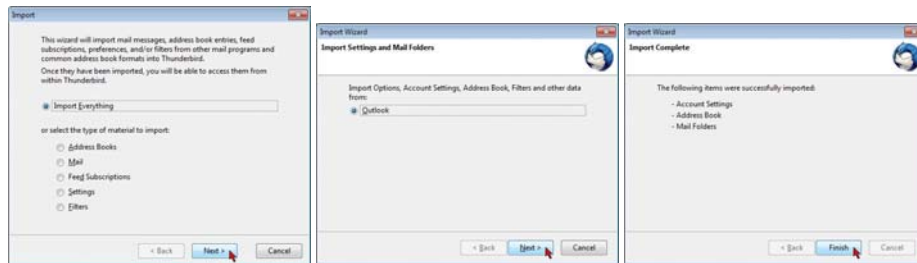 Import
This wizard will import mail messages, address book entries, feed
subscriptions, preferences, and/or filters from other mail programs and
common address book formats into Thunderbird.
Once they have been imported, you will be able to access them from
within Thunderbird.
Import Everything
or select the type of material to import:
Address Books
Mail
Feed Subscriptions
Settings
Filters
< Back
Next >
Cancel
Import Wizard
Import Settings and Mail Folders
Import Options, Account Settings, Address Book, Filters and other data
from:
Outlook
< Back
Next >
Cancel
Import Wizard
Import Complete
The following items were successfully imported:
- Account Settings
- Address Book
- Mail Folders
< Back
Finish
Cancel